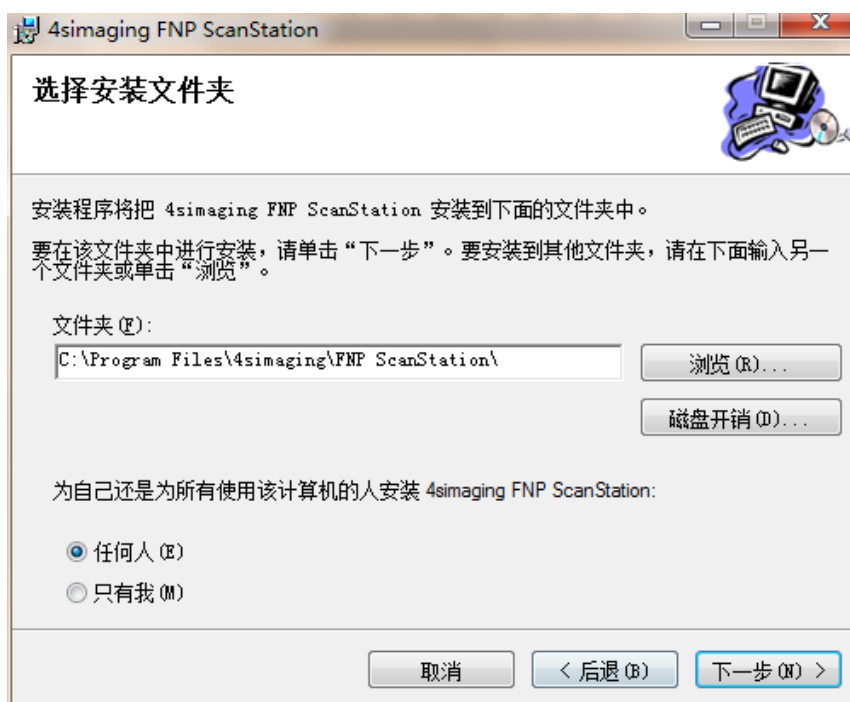 4simaging FNP ScanStation
选择安装文件夹
安装程序将把 4simaging FNP ScanStation 安装到下面的文件夹中。
要在该文件夹中进行安装，请单击“下一步”。要安装到其他文件夹，请在下面输入另一
个文件夹或单击“浏览”。
文件夹(F):
C:\Program Files\4simaging\FNP ScanStation\
浏览(R)...
磁盘开销(D)...
为自己还是为所有使用该计算机的人安装 4simaging FNP ScanStation:
任何人(E)
只有我(M)
取消
< 后退(B)
下一步(N) >